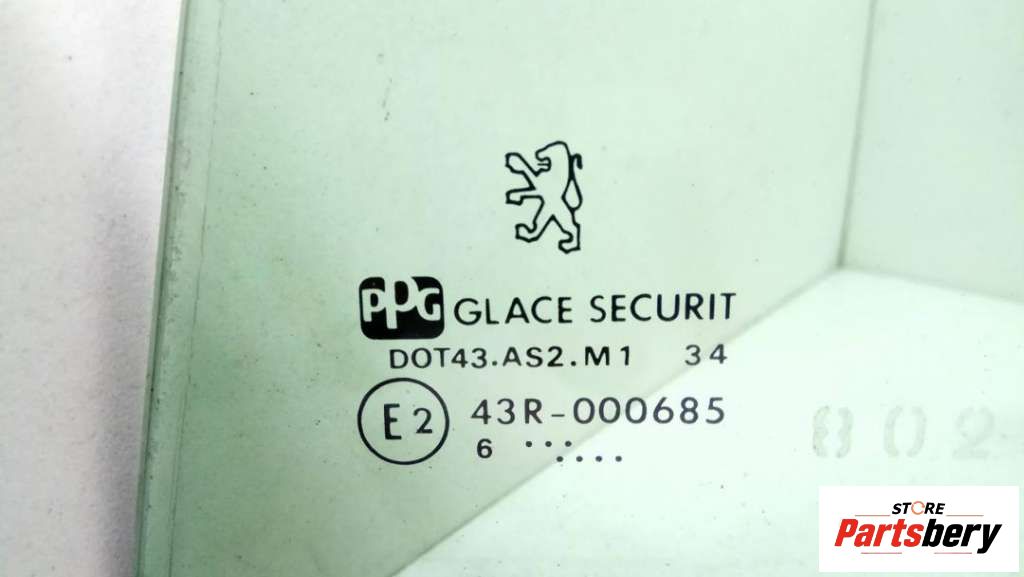 PPG GLACE SECURIT
DOT43.AS2.M1 34
E2 43R-000685
6 ··.·....
802
STORE
Partsbery